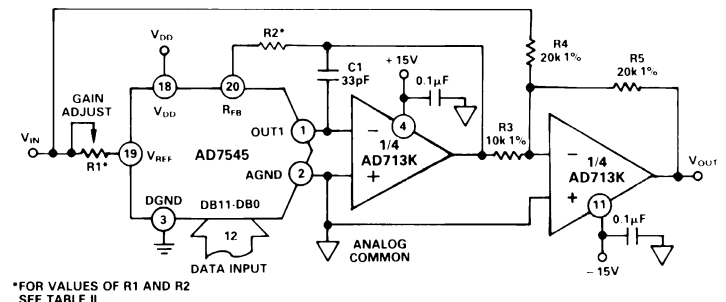 R2*
R4
20k 1%
R5
20k 1%
V_DD
C1
33pF
+ 15V
0.1μF
18
V_DD
20
R_FB
GAIN
ADJUST
V_IN
R1*
19
V_REF
AD7545
OUT1
1
AGND
2
−
4
1/4
AD713K
+
R3
10k 1%
−
1/4
AD713K
+
11
V_OUT
DGND
3
DB11-DB0
12
DATA INPUT
ANALOG
COMMON
0.1μF
− 15V
*FOR VALUES OF R1 AND R2
SEE TABLE II